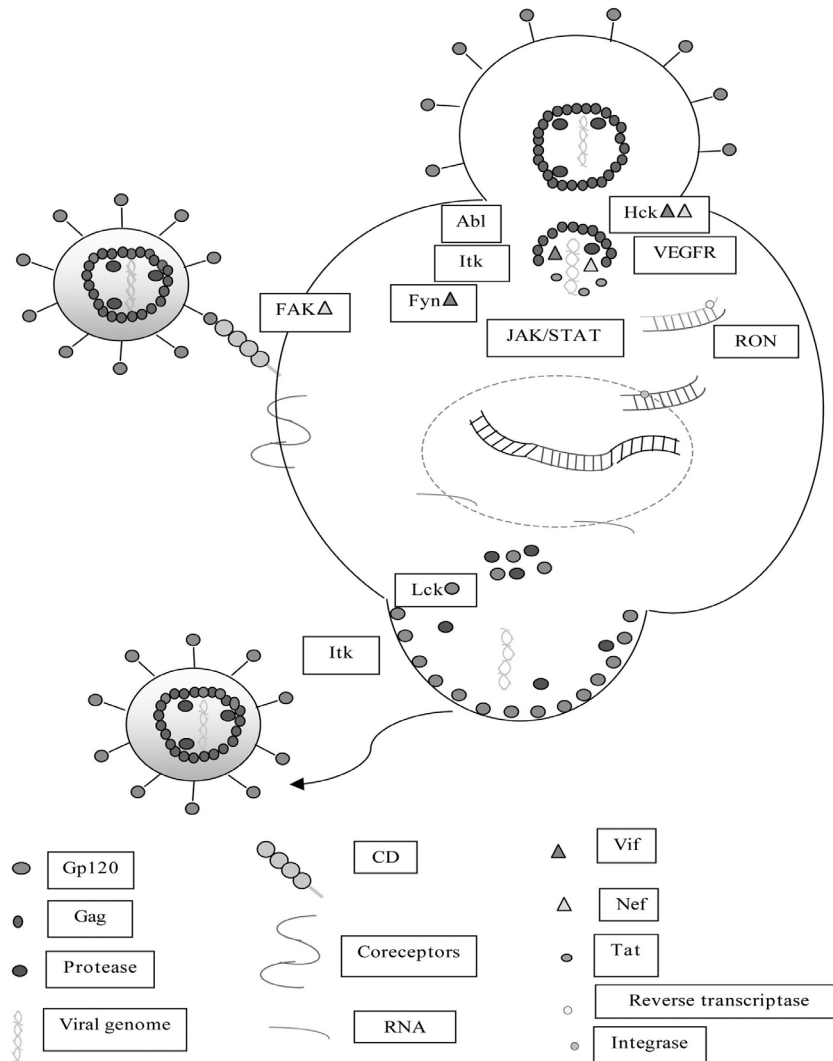 Abl
Hck
Itk
VEGFR
FAK
Fyn
JAK/STAT
RON
Lck
Itk
Gp120
Gag
Protease
Viral genome
CD
Coreceptors
RNA
Vif
Nef
Tat
Reverse transcriptase
Integrase